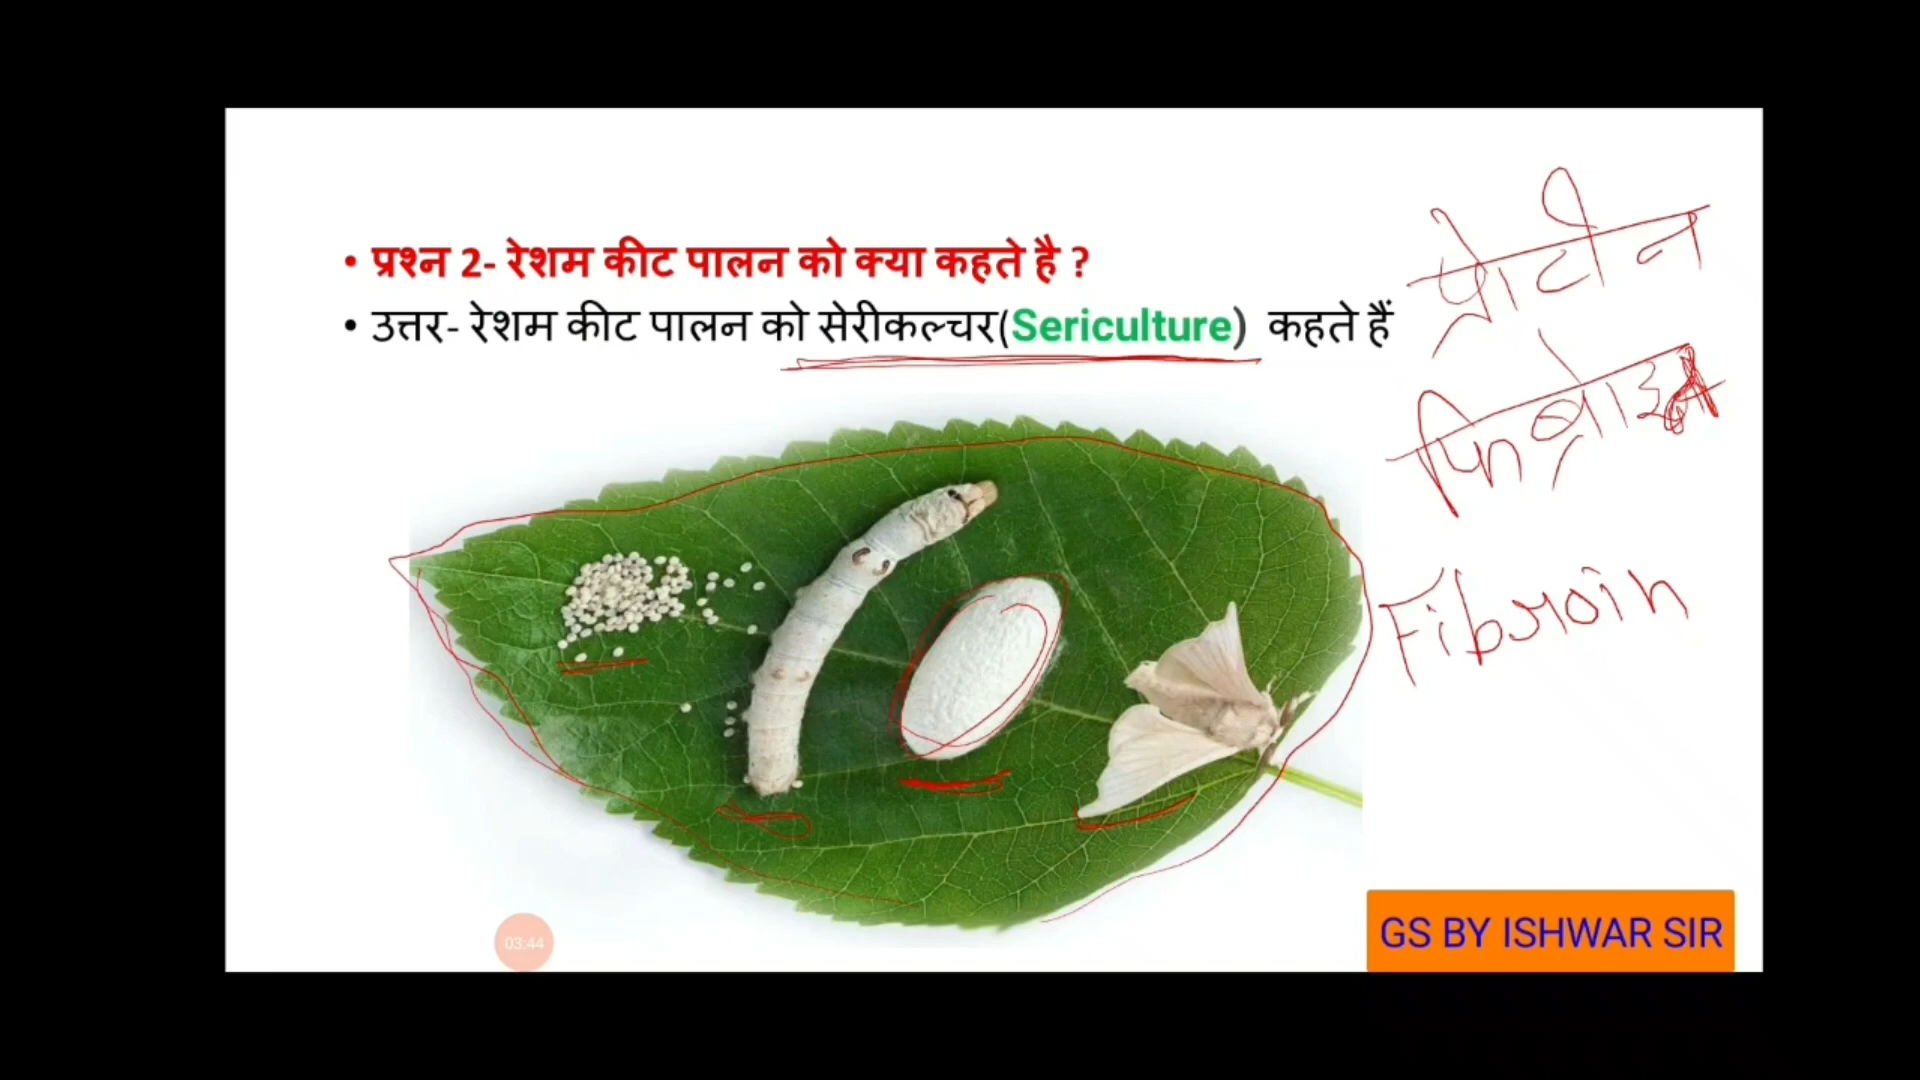 • प्रश्न 2- रेशम कीट पालन को क्या कहते है ?
• उत्तर- रेशम कीट पालन को सेरीकल्चर(Sericulture) कहते हैं
प्रोटीन
Fibroin
03:44
GS BY ISHWAR SIR